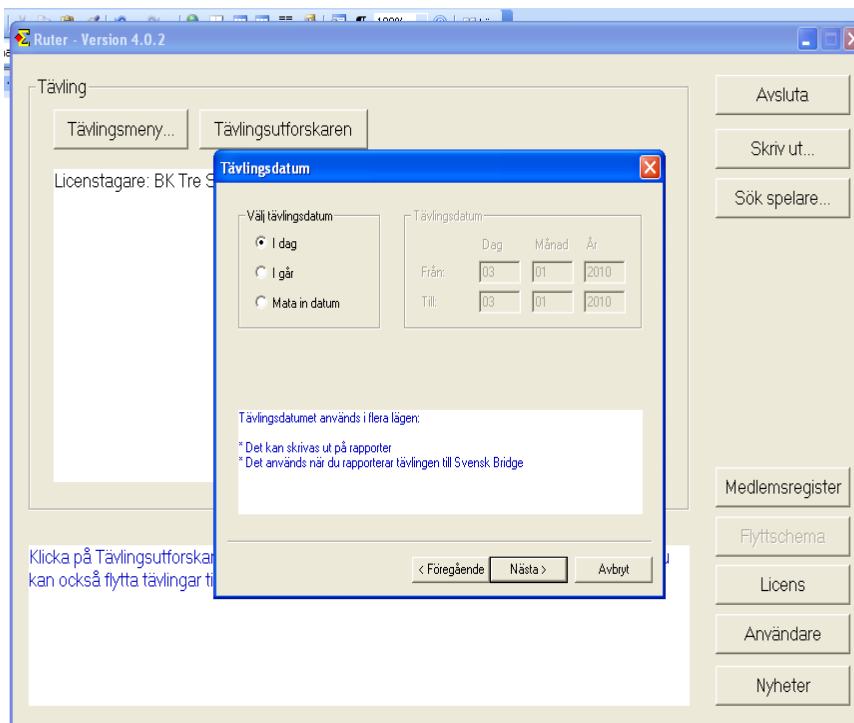 100%
Ruter - Version 4.0.2
Tävling
Tävlingsmeny...
Tävlingsutforskaren
Licenstagare: BK Tre S
Avsluta
Skriv ut...
Sök spelare...
Tävlingsdatum
Välj tävlingsdatum
I dag
I går
Mata in datum
Tävlingsdatum
Dag Månad År
Från: 03 01 2010
Till: 03 01 2010
Tävlingsdatumet används i flera lägen:
* Det kan skrivas ut på rapporter
* Det används när du rapporterar tävlingen till Svensk Bridge
< Föregående
Nästa >
Avbryt
Klicka på Tävlingsutforskar
kan också flytta tävlingar ti
Medlemsregister
Flyttschema
Licens
Användare
Nyheter